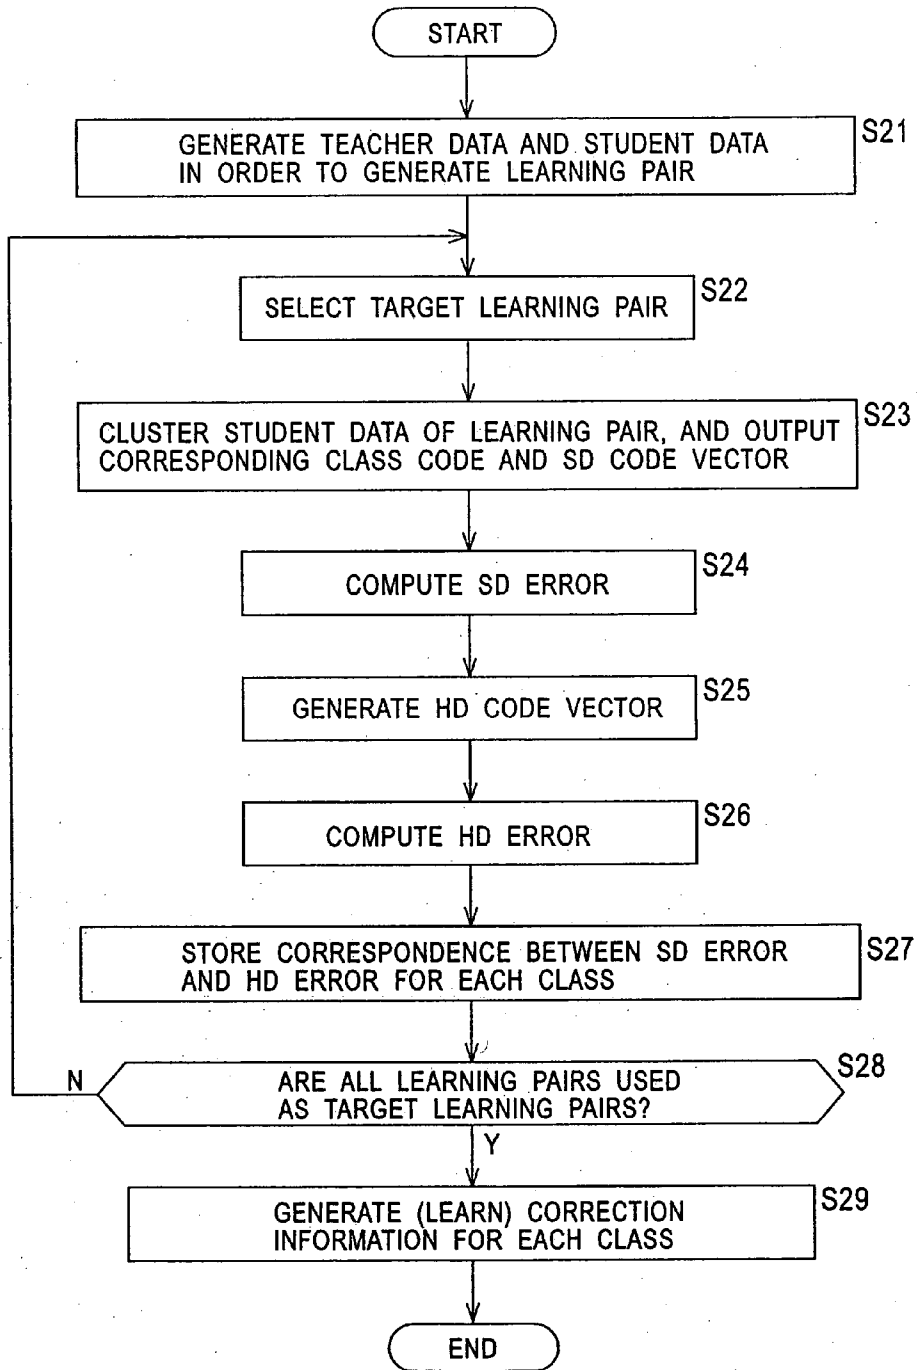 START
GENERATE TEACHER DATA AND STUDENT DATA
IN ORDER TO GENERATE LEARNING PAIR
S21
SELECT TARGET LEARNING PAIR
S22
CLUSTER STUDENT DATA OF LEARNING PAIR, AND OUTPUT
CORRESPONDING CLASS CODE AND SD CODE VECTOR
S23
COMPUTE SD ERROR
S24
GENERATE HD CODE VECTOR
S25
COMPUTE HD ERROR
S26
STORE CORRESPONDENCE BETWEEN SD ERROR
AND HD ERROR FOR EACH CLASS
S27
N
ARE ALL LEARNING PAIRS USED
AS TARGET LEARNING PAIRS?
S28
Y
GENERATE (LEARN) CORRECTION
INFORMATION FOR EACH CLASS
S29
END